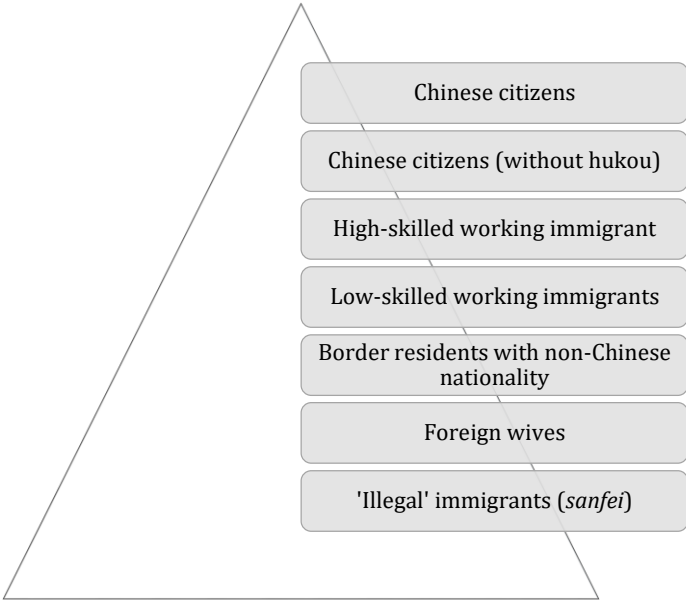 Chinese citizens
Chinese citizens (without hukou)
High-skilled working immigrant
Low-skilled working immigrants
Border residents with non-Chinese
nationality
Foreign wives
'Illegal' immigrants (sanfei)